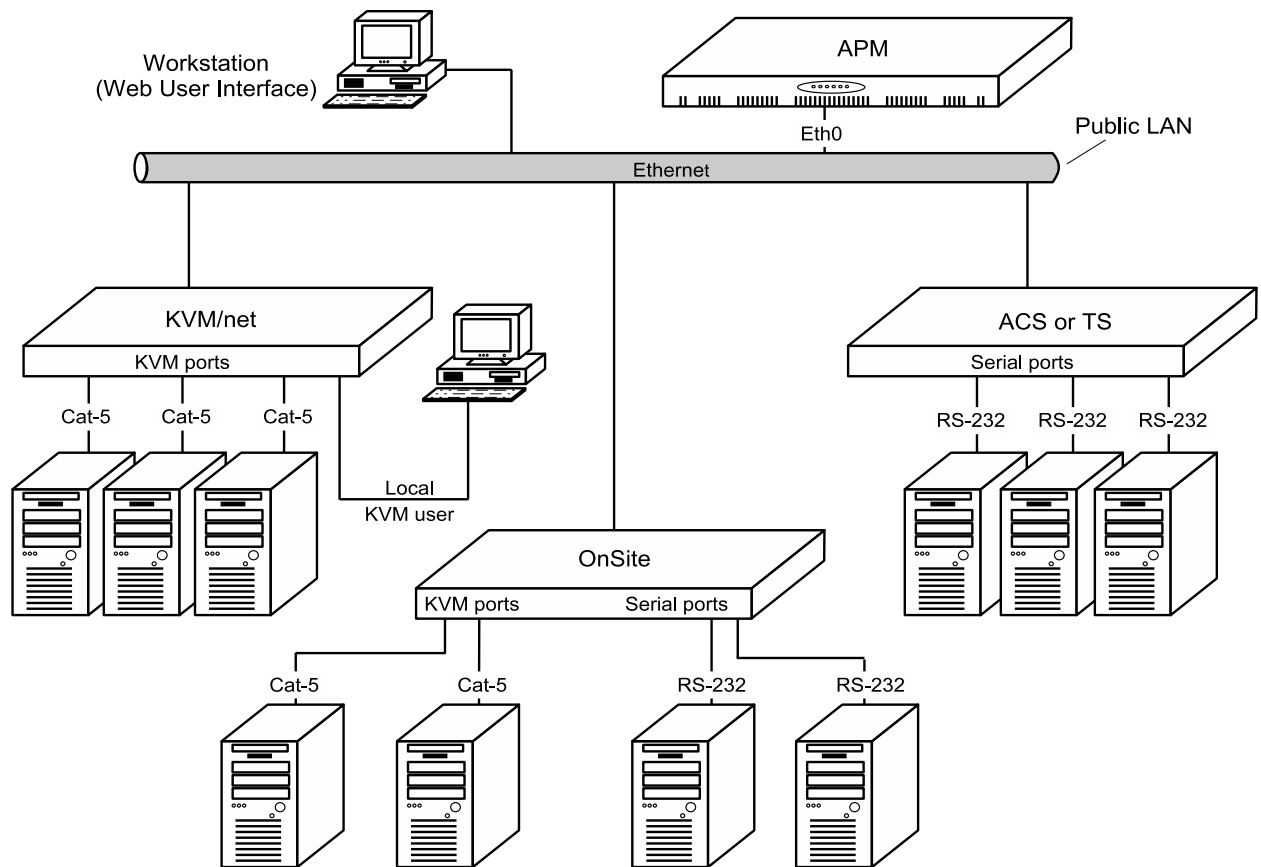 Workstation
(Web User Interface)
APM
Eth0
Public LAN
Ethernet
KVM/net
KVM ports
ACS or TS
Serial ports
Cat-5
Cat-5
Cat-5
RS-232
RS-232
RS-232
Local
KVM user
OnSite
KVM ports
Serial ports
Cat-5
Cat-5
RS-232
RS-232